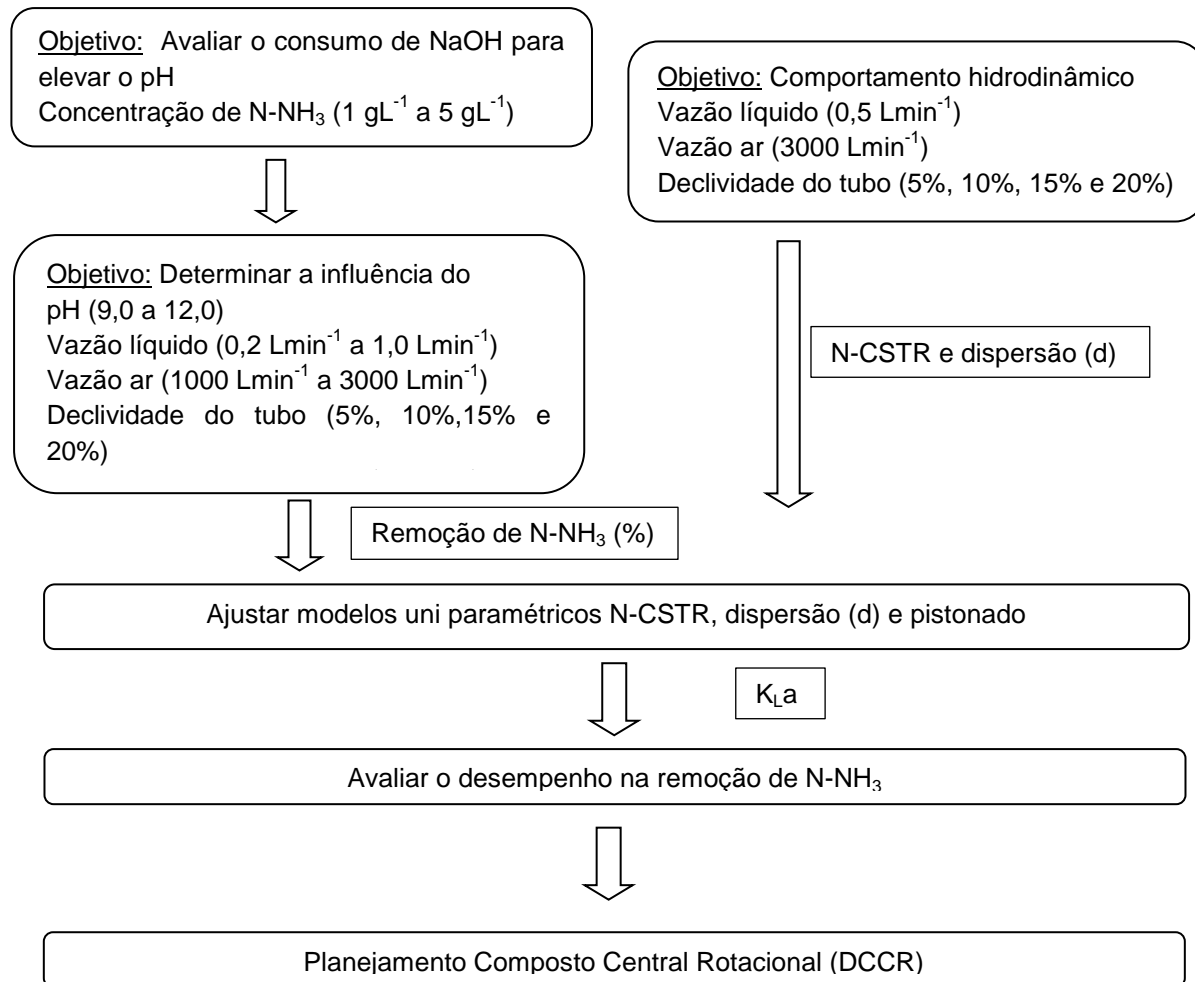 Objetivo: Avaliar o consumo de NaOH para
elevar o pH
Concentração de N-NH₃ (1 gL⁻¹ a 5 gL⁻¹)
Objetivo: Comportamento hidrodinâmico
Vazão líquido (0,5 Lmin⁻¹)
Vazão ar (3000 Lmin⁻¹)
Declividade do tubo (5%, 10%, 15% e 20%)
Objetivo: Determinar a influência do
pH (9,0 a 12,0)
Vazão líquido (0,2 Lmin⁻¹ a 1,0 Lmin⁻¹)
Vazão ar (1000 Lmin⁻¹ a 3000 Lmin⁻¹)
Declividade do tubo (5%, 10%,15% e
20%)
N-CSTR e dispersão (d)
Remoção de N-NH₃ (%)
Ajustar modelos uni paramétricos N-CSTR, dispersão (d) e pistonado
K_La
Avaliar o desempenho na remoção de N-NH₃
Planejamento Composto Central Rotacional (DCCR)